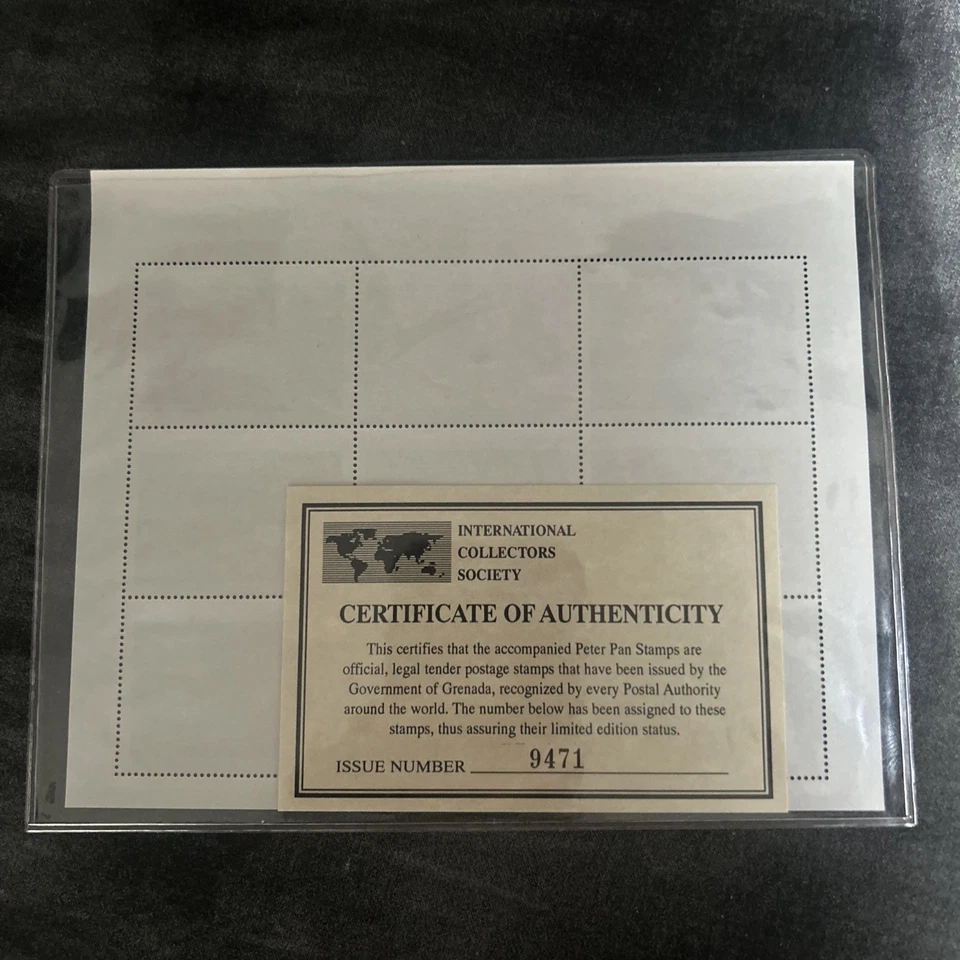 INTERNATIONAL
COLLECTORS
SOCIETY
CERTIFICATE OF AUTHENTICITY
This certifies that the accompanied Peter Pan Stamps are
official, legal tender postage stamps that have been issued by the
Government of Grenada, recognized by every Postal Authority
around the world. The number below has been assigned to these
stamps, thus assuring their limited edition status.
ISSUE NUMBER 9471